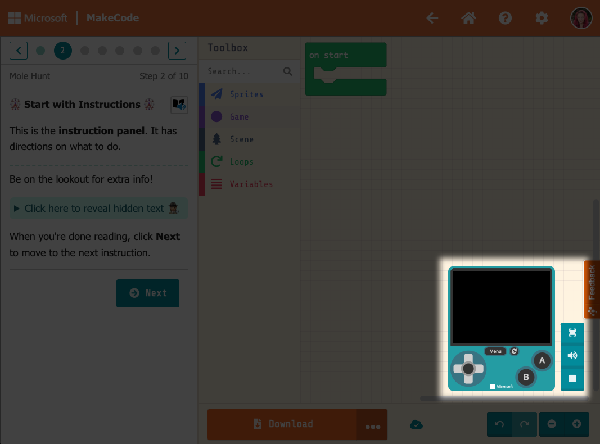 Microsoft
MakeCode
2
Mole Hunt
Step 2 of 10
🕷 Start with Instructions 🕷
This is the instruction panel. It has
directions on what to do.
Be on the lookout for extra info!
Click here to reveal hidden text
When you're done reading, click Next
to move to the next instruction.
Next
Toolbox
Search...
Sprites
Game
Scene
Loops
Variables
on start
Menu
A
B
Feedback
Download